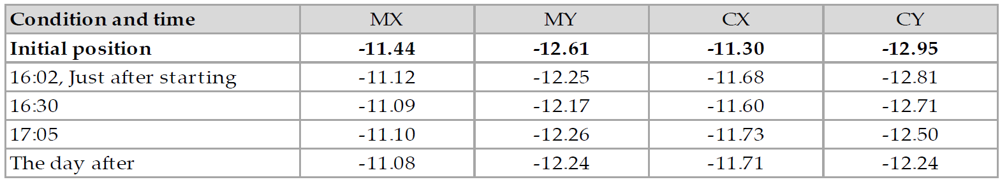 Condition and time MX MY CX CY
Initial position -11.44 -12.61 -11.30 -12.95
16:02, Just after starting -11.12 -12.25 -11.68 -12.81
16:30 -11.09 -12.17 -11.60 -12.71
17:05 -11.10 -12.26 -11.73 -12.50
The day after -11.08 -12.24 -11.71 -12.24